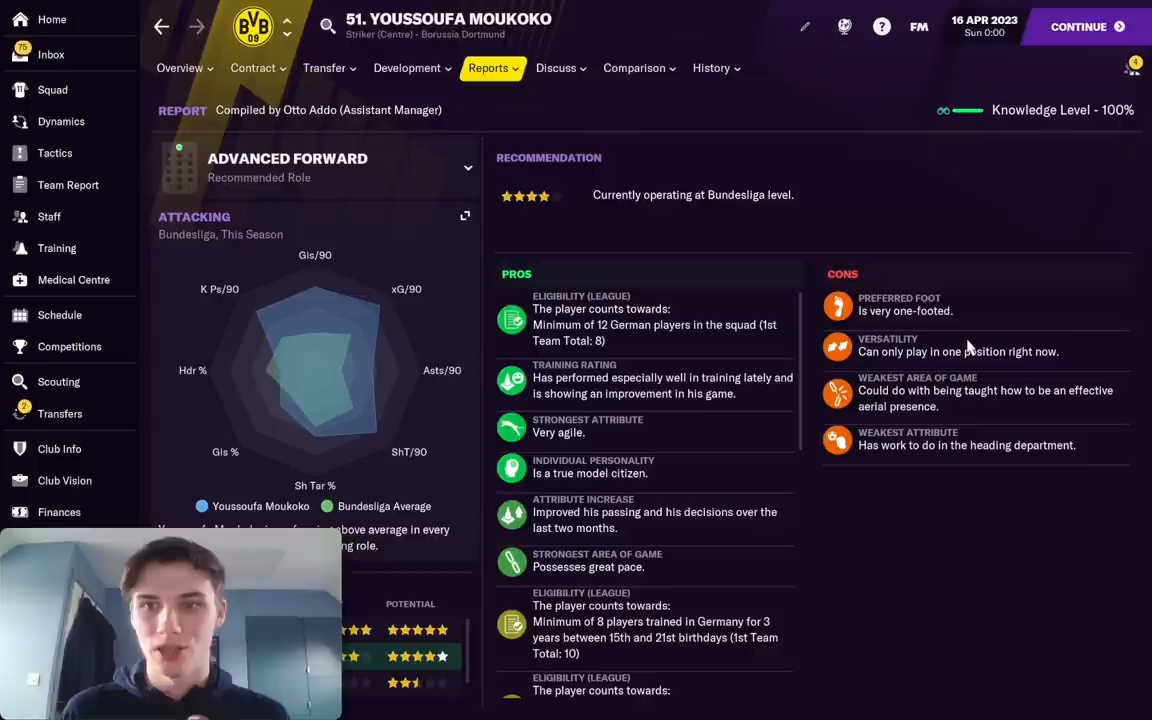 Home
75
Inbox
Squad
Dynamics
Tactics
Team Report
Staff
Training
Medical Centre
Schedule
Competitions
Scouting
2
Transfers
Club Info
Club Vision
Finances
BVB
09
51. YOUSSOUFA MOUKOKO
Striker (Centre) - Borussia Dortmund
?
FM
16 APR 2023
Sun 0:00
CONTINUE
Overview
Contract
Transfer
Development
Reports
Discuss
Comparison
History
4
REPORT Compiled by Otto Addo (Assistant Manager)
Knowledge Level - 100%
ADVANCED FORWARD
Recommended Role
ATTACKING
Bundesliga, This Season
Gls/90
K Ps/90
xG/90
Hdr %
Asts/90
Gls %
ShT/90
Sh Tar %
Youssoufa Moukoko
Bundesliga Average
above average in every
ng role.
POTENTIAL
RECOMMENDATION
Currently operating at Bundesliga level.
PROS
ELIGIBILITY (LEAGUE)
The player counts towards:
Minimum of 12 German players in the squad (1st
Team Total: 8)
TRAINING RATING
Has performed especially well in training lately and
is showing an improvement in his game.
STRONGEST ATTRIBUTE
Very agile.
INDIVIDUAL PERSONALITY
Is a true model citizen.
ATTRIBUTE INCREASE
Improved his passing and his decisions over the
last two months.
STRONGEST AREA OF GAME
Possesses great pace.
ELIGIBILITY (LEAGUE)
The player counts towards:
Minimum of 8 players trained in Germany for 3
years between 15th and 21st birthdays (1st Team
Total: 10)
ELIGIBILITY (LEAGUE)
The player counts towards:
CONS
PREFERRED FOOT
Is very one-footed.
VERSATILITY
Can only play in one position right now.
WEAKEST AREA OF GAME
Could do with being taught how to be an effective
aerial presence.
WEAKEST ATTRIBUTE
Has work to do in the heading department.